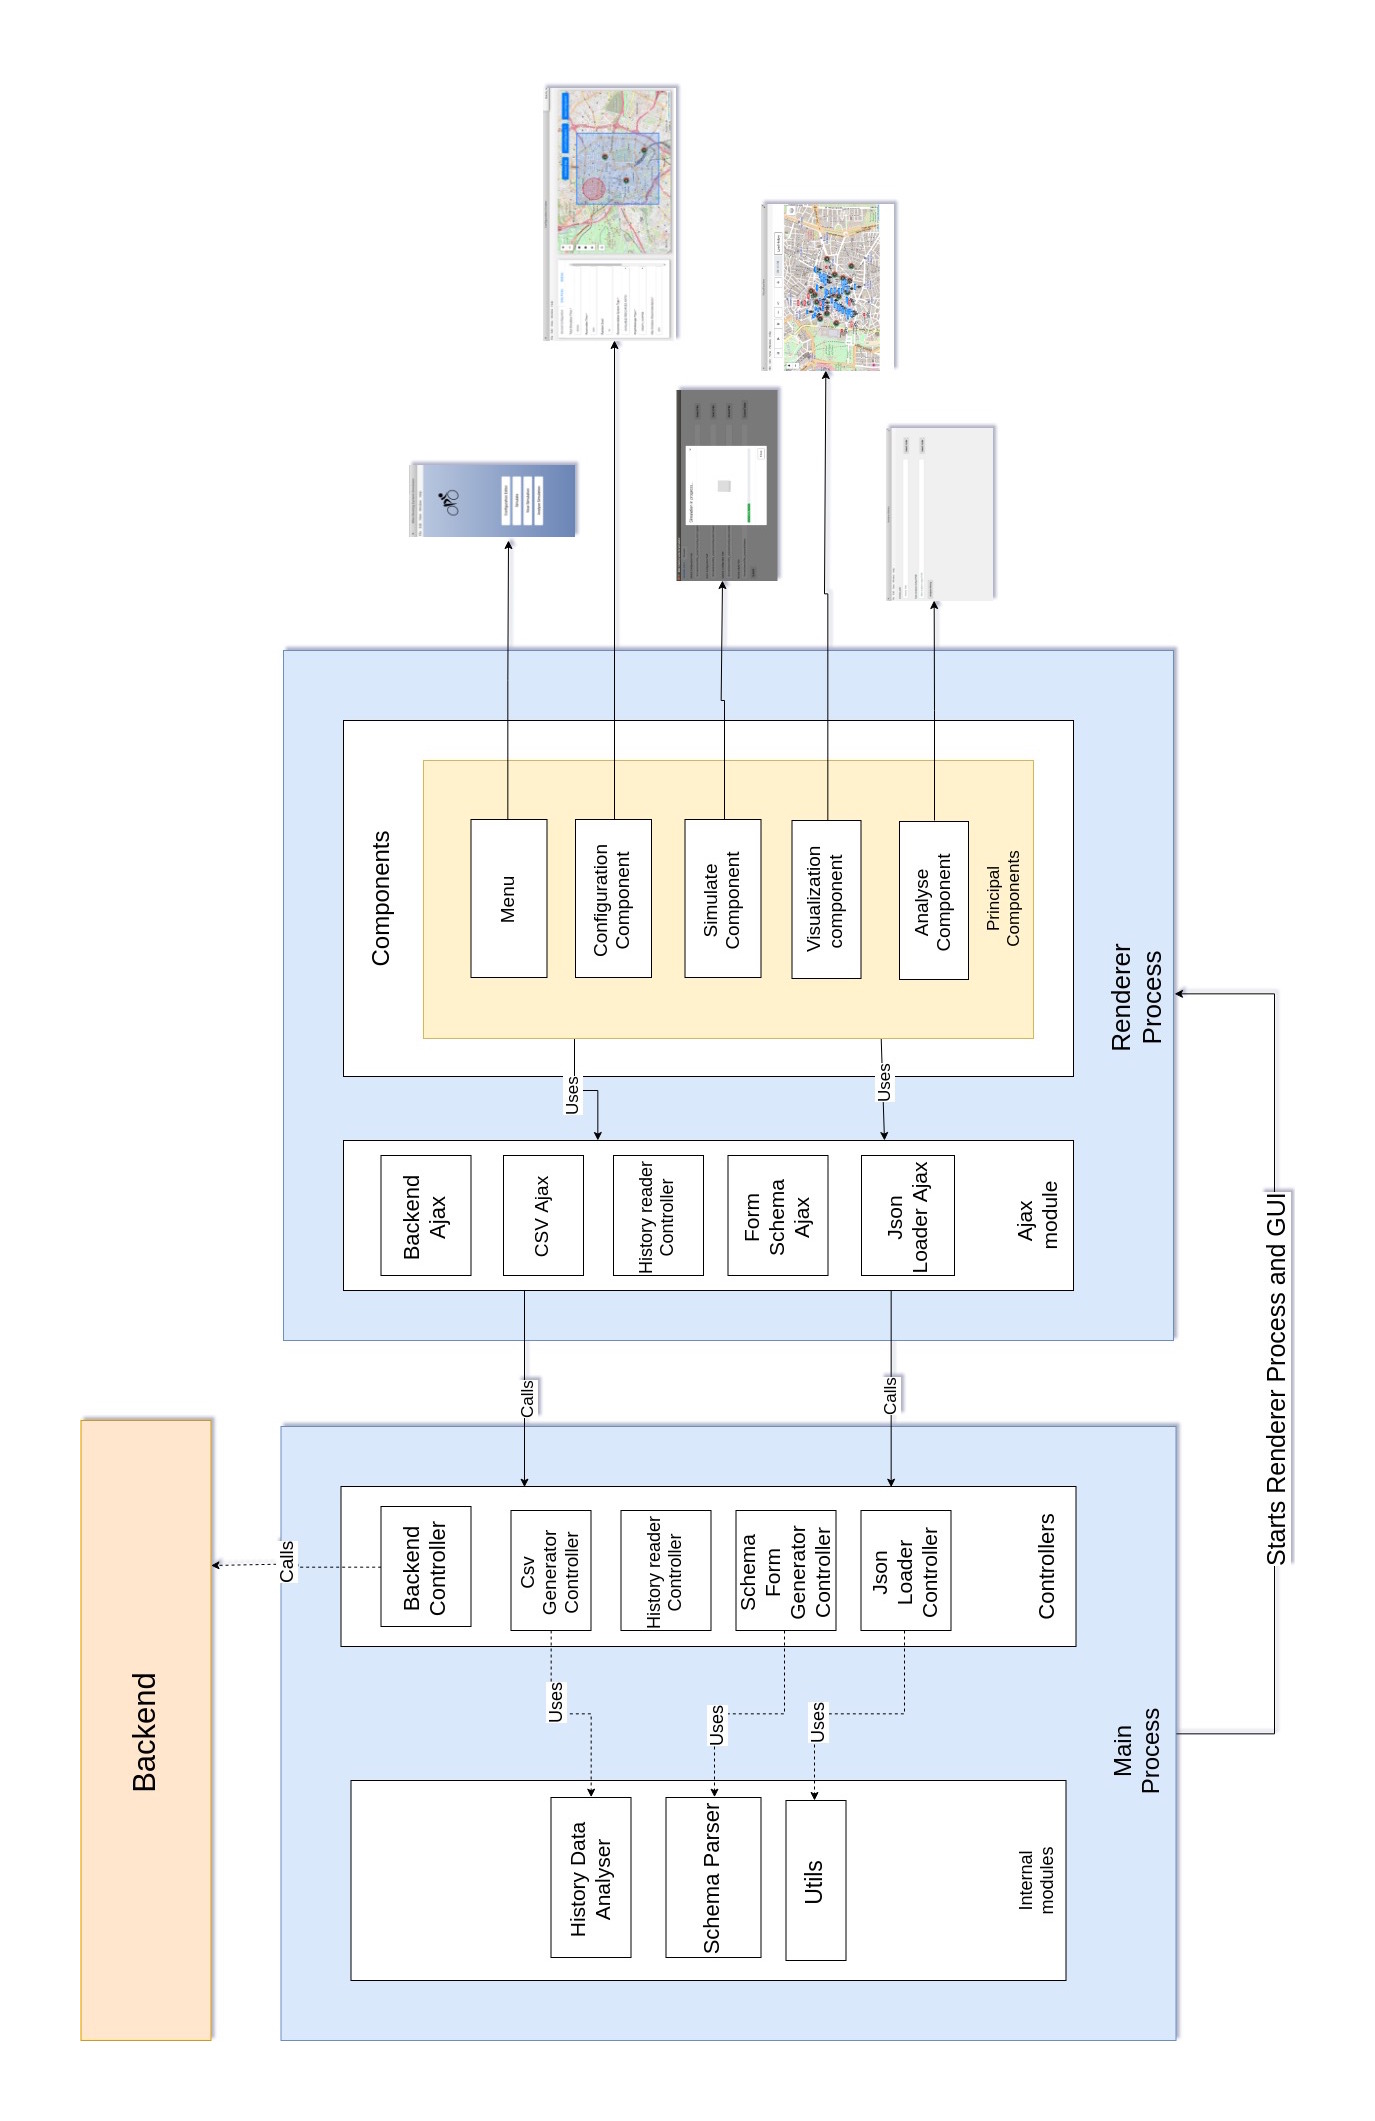 Backend
Calls
Backend
Controller
Csv
Generator
Controller
History reader
Controller
Schema
Form
Generator
Controller
Json
Loader
Controller
Controllers
Uses
Uses
Uses
History Data
Analyser
Schema Parser
Utils
Internal
modules
Main
Process
Starts Renderer Process and GUI
Calls
Calls
Backend
Ajax
CSV Ajax
History reader
Controller
Form
Schema
Ajax
Json
Loader Ajax
Ajax
module
Uses
Uses
Components
Menu
Configuration
Component
Simulate
Component
Visualization
component
Analyse
Component
Principal
Components
Renderer
Process